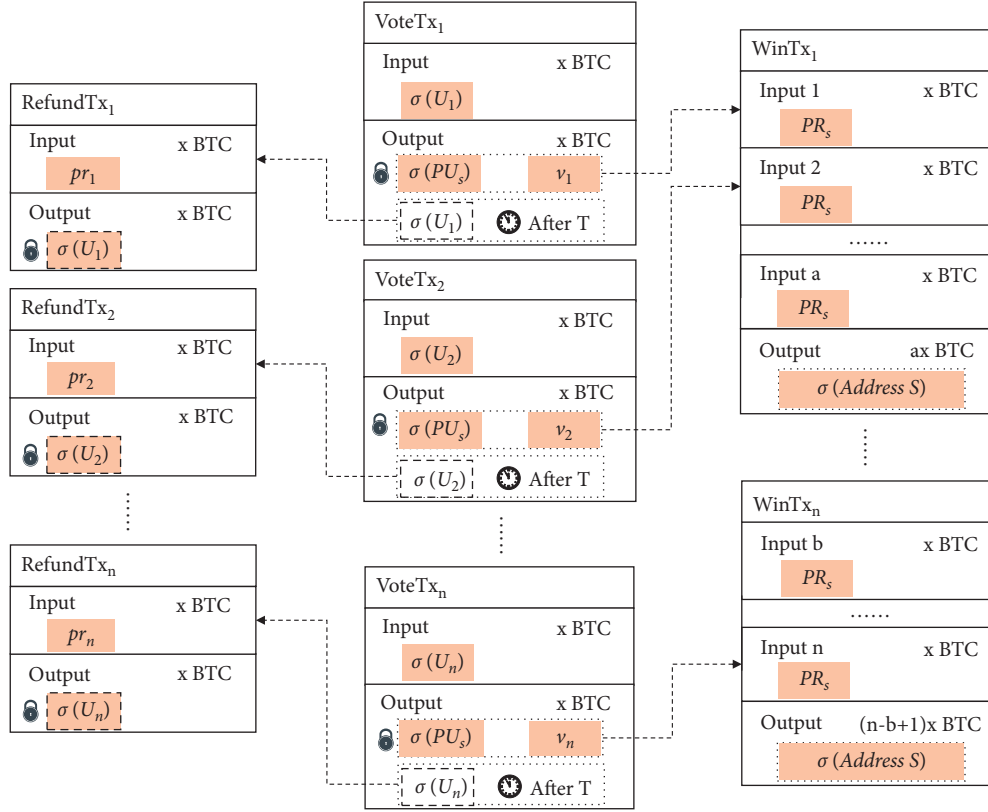 RefundTx₁
Input x BTC
pr₁
Output x BTC
σ (U₁)
RefundTx₂
Input x BTC
pr₂
Output x BTC
σ (U₂)
⋮
RefundTxₙ
Input x BTC
prₙ
Output x BTC
σ (Uₙ)
VoteTx₁
Input x BTC
σ (U₁)
Output x BTC
σ (PUₛ) v₁
σ (U₁) After T
VoteTx₂
Input x BTC
σ (U₂)
Output x BTC
σ (PUₛ) v₂
σ (U₂) After T
⋮
VoteTxₙ
Input x BTC
σ (Uₙ)
Output x BTC
σ (PUₛ) vₙ
σ (Uₙ) After T
WinTx₁
Input 1 x BTC
PRₛ
Input 2 x BTC
PRₛ
......
Input a x BTC
PRₛ
Output ax BTC
σ (Address S)
⋮
WinTxₙ
Input b x BTC
PRₛ
......
Input n x BTC
PRₛ
Output (n-b+1)x BTC
σ (Address S)